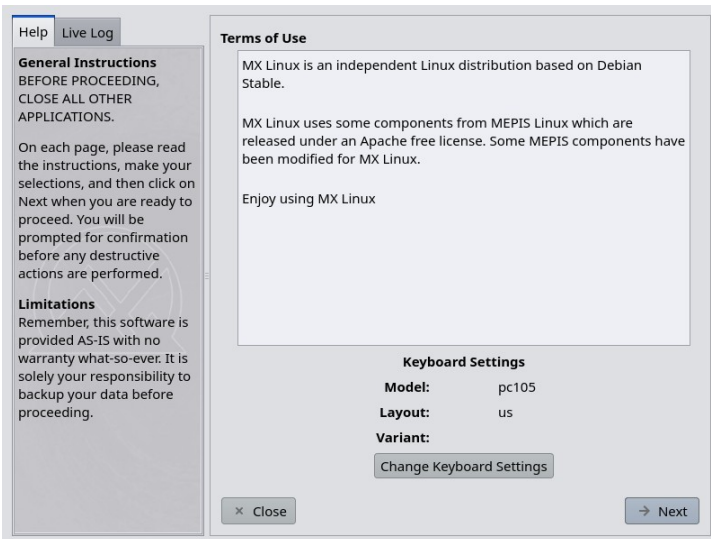 Help
Live Log
General Instructions
BEFORE PROCEEDING,
CLOSE ALL OTHER
APPLICATIONS.
On each page, please read
the instructions, make your
selections, and then click on
Next when you are ready to
proceed. You will be
prompted for confirmation
before any destructive
actions are performed.
Limitations
Remember, this software is
provided AS-IS with no
warranty what-so-ever. It is
solely your responsibility to
backup your data before
proceeding.
Terms of Use
MX Linux is an independent Linux distribution based on Debian
Stable.
MX Linux uses some components from MEPIS Linux which are
released under an Apache free license. Some MEPIS components have
been modified for MX Linux.
Enjoy using MX Linux
Keyboard Settings
Model: pc105
Layout: us
Variant:
Change Keyboard Settings
Close
Next